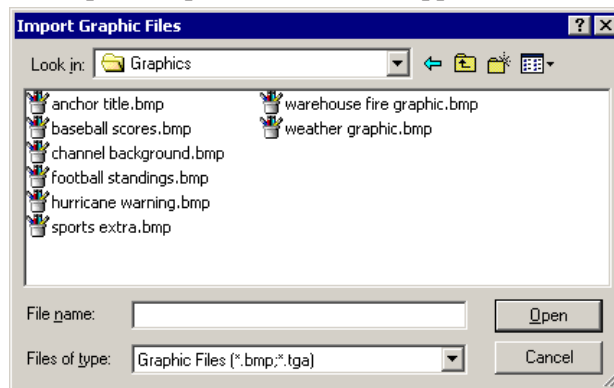 Import Graphic Files
Look in: Graphics
anchor title.bmp
baseball scores.bmp
channel background.bmp
football standings.bmp
hurricane warning.bmp
sports extra.bmp
warehouse fire graphic.bmp
weather graphic.bmp
File name: Open
Files of type: Graphic Files (*.bmp;*.tga) Cancel